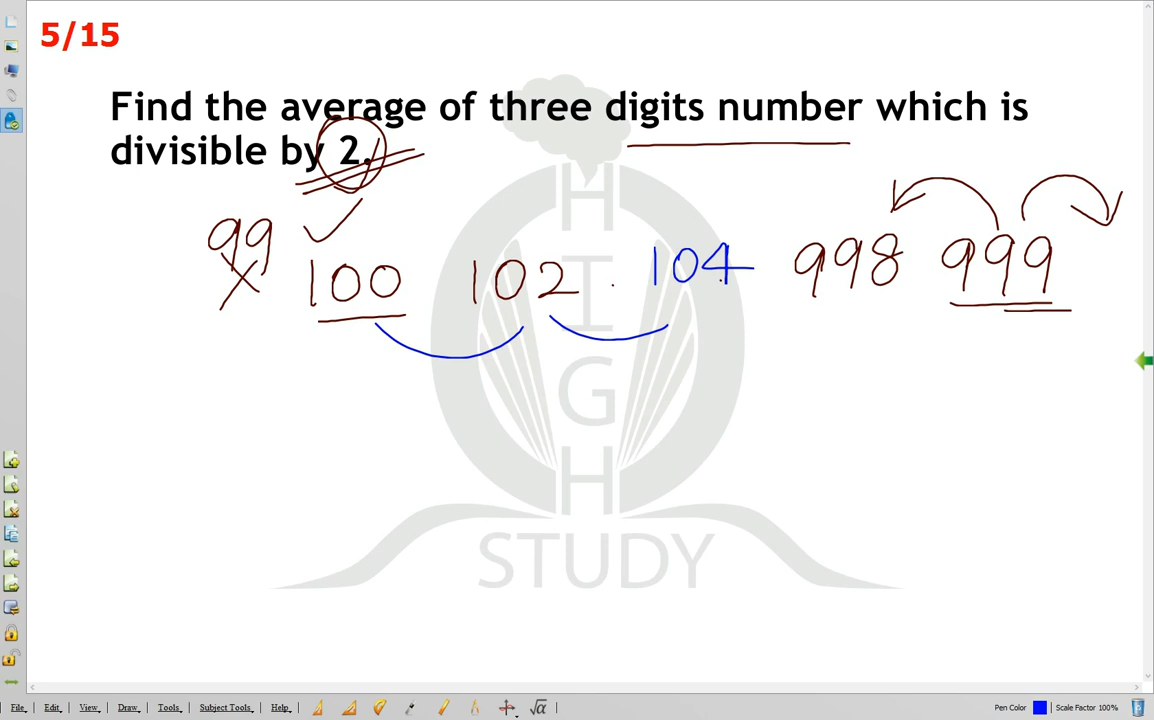 5/15
Find the average of three digits number which is
divisible by 2.
99
100 102 . 104 998 999
HIGH
STUDY
File Edit View Draw Tools Subject Tools Help √α Pen Color Scale Factor 100%